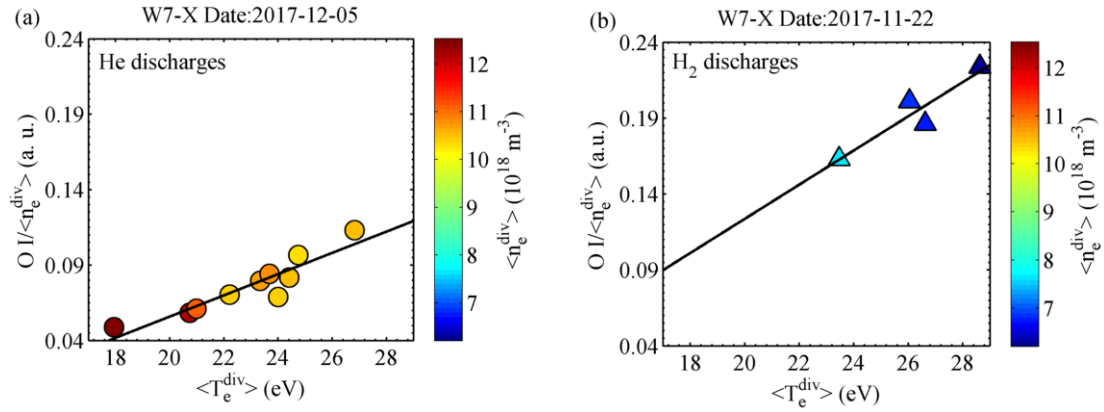 (a)
W7-X Date:2017-12-05
He discharges
O I/<n_e^div> (a. u.)
0.24
0.19
0.14
0.09
0.04
18 20 22 24 26 28
<T_e^div> (eV)
12
11
10
9
8
7
<n_e^div> (10^18 m^-3)
(b)
W7-X Date:2017-11-22
H_2 discharges
O I/<n_e^div> (a.u.)
0.24
0.19
0.14
0.09
0.04
18 20 22 24 26 28
<T_e^div> (eV)
12
11
10
9
8
7
<n_e^div> (10^18 m^-3)